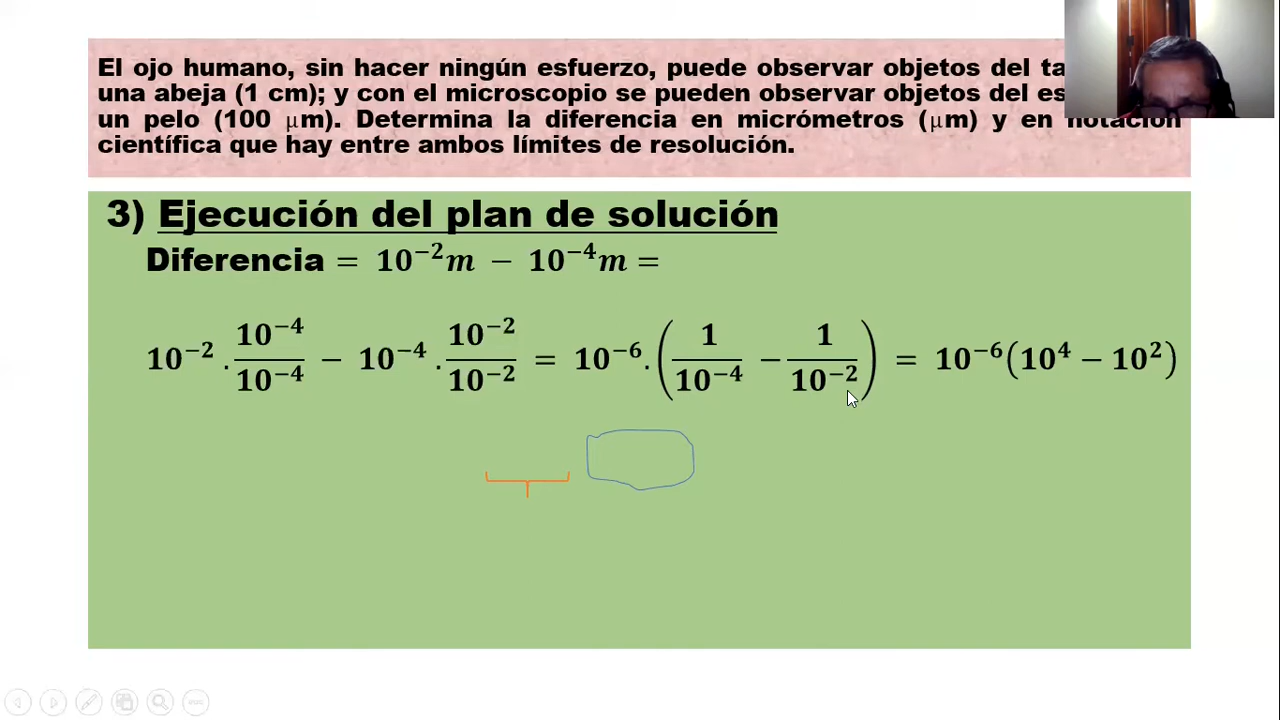 El ojo humano, sin hacer ningún esfuerzo, puede observar objetos del
una abeja (1 cm); y con el microscopio se pueden observar objetos del
un pelo (100 μm). Determina la diferencia en micrómetros (μm) y en notación
científica que hay entre ambos límites de resolución.
3) Ejecución del plan de solución
Diferencia = 10⁻²m − 10⁻⁴m =
10⁻² . 10⁻⁴/10⁻⁴ − 10⁻⁴ . 10⁻²/10⁻² = 10⁻⁶ . (1/10⁻⁴ − 1/10⁻²) = 10⁻⁶(10⁴ − 10²)